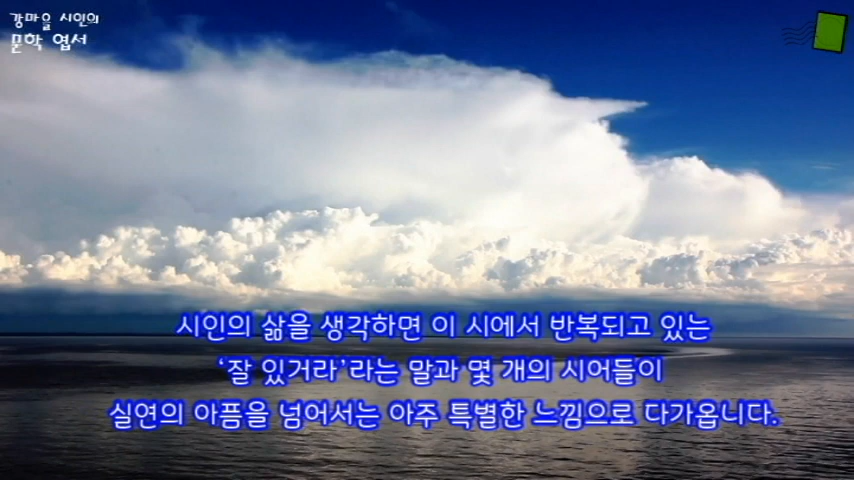 강마을 시인의
문학 엽서
시인의 삶을 생각하면 이 시에서 반복되고 있는
‘잘 있거라’라는 말과 몇 개의 시어들이
실연의 아픔을 넘어서는 아주 특별한 느낌으로 다가옵니다.